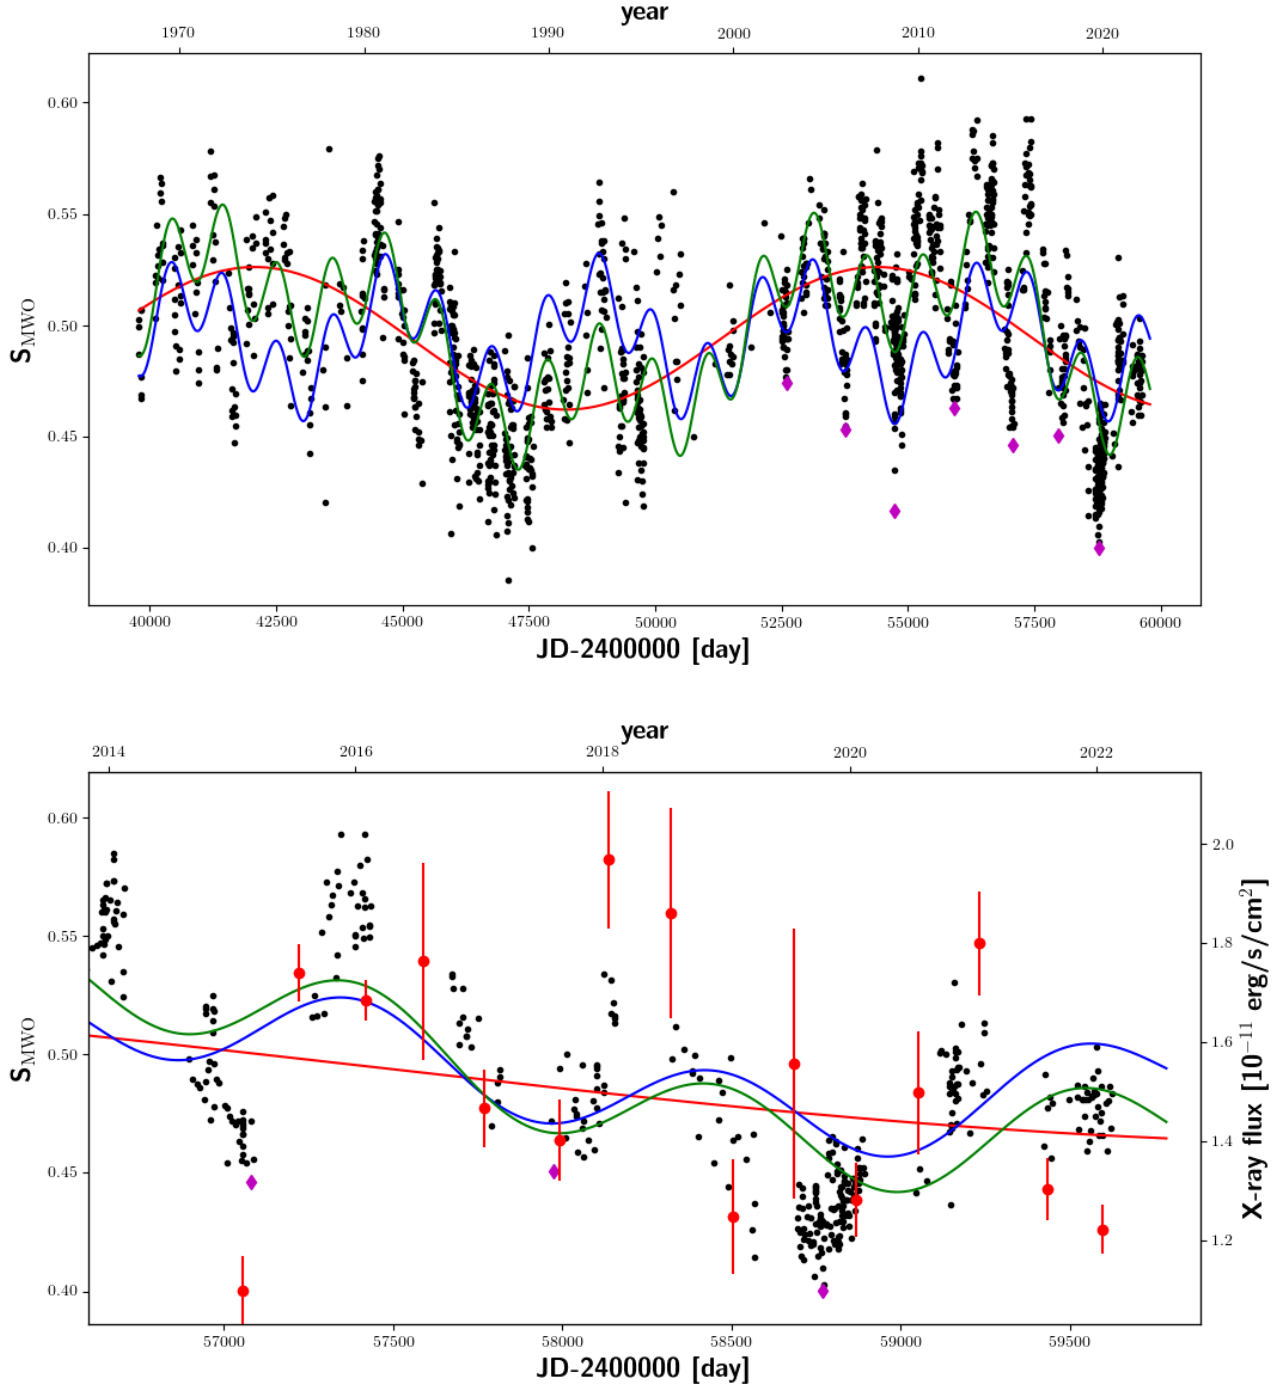 year
1970 1980 1990 2000 2010 2020
0.60
0.55
0.50
0.45
0.40
S_MWO
40000 42500 45000 47500 50000 52500 55000 57500 60000
JD-2400000 [day]
year
2014 2016 2018 2020 2022
0.60
0.55
0.50
0.45
0.40
S_MWO
2.0
1.8
1.6
1.4
1.2
X-ray flux [10⁻¹¹ erg/s/cm²]
57000 57500 58000 58500 59000 59500
JD-2400000 [day]